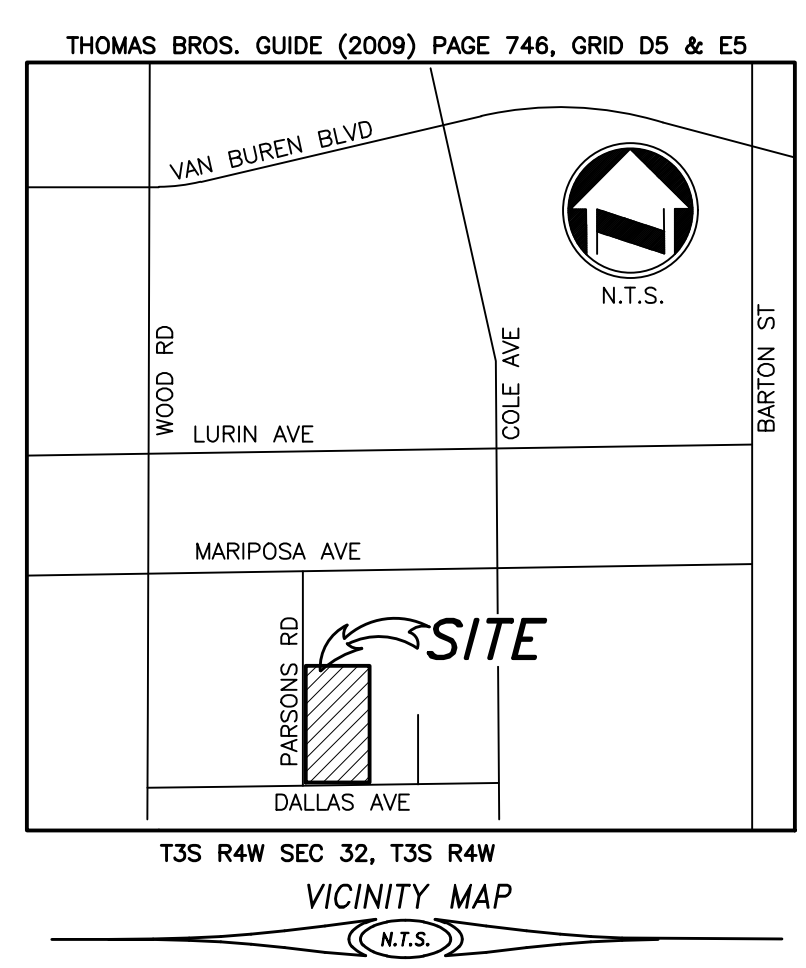 THOMAS BROS. GUIDE (2009) PAGE 746, GRID D5 & E5
VAN BUREN BLVD
N.T.S.
WOOD RD
COLE AVE
BARTON ST
LURIN AVE
MARIPOSA AVE
PARSONS RD
SITE
DALLAS AVE
T3S R4W SEC 32, T3S R4W
VICINITY MAP
N.T.S.